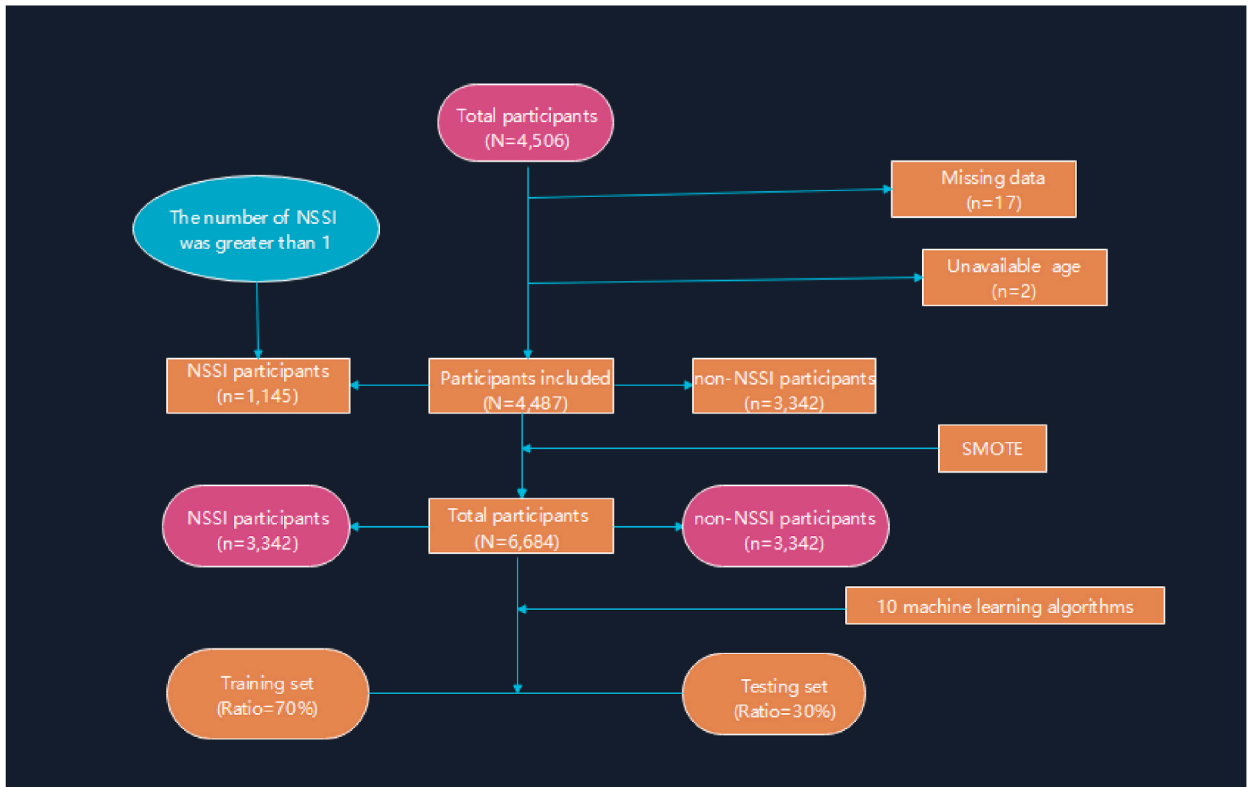 Total participants
(N=4,506)
Missing data
(n=17)
The number of NSSI
was greater than 1
Unavailable age
(n=2)
NSSI participants
(n=1,145)
Participants included
(N=4,487)
non-NSSI participants
(n=3,342)
SMOTE
NSSI participants
(n=3,342)
Total participants
(N=6,684)
non-NSSI participants
(n=3,342)
10 machine learning algorithms
Training set
(Ratio=70%)
Testing set
(Ratio=30%)